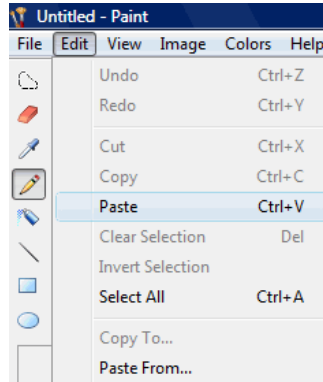 Untitled - Paint
File Edit View Image Colors Help
Undo Ctrl+Z
Redo Ctrl+Y
Cut Ctrl+X
Copy Ctrl+C
Paste Ctrl+V
Clear Selection Del
Invert Selection
Select All Ctrl+A
Copy To...
Paste From...